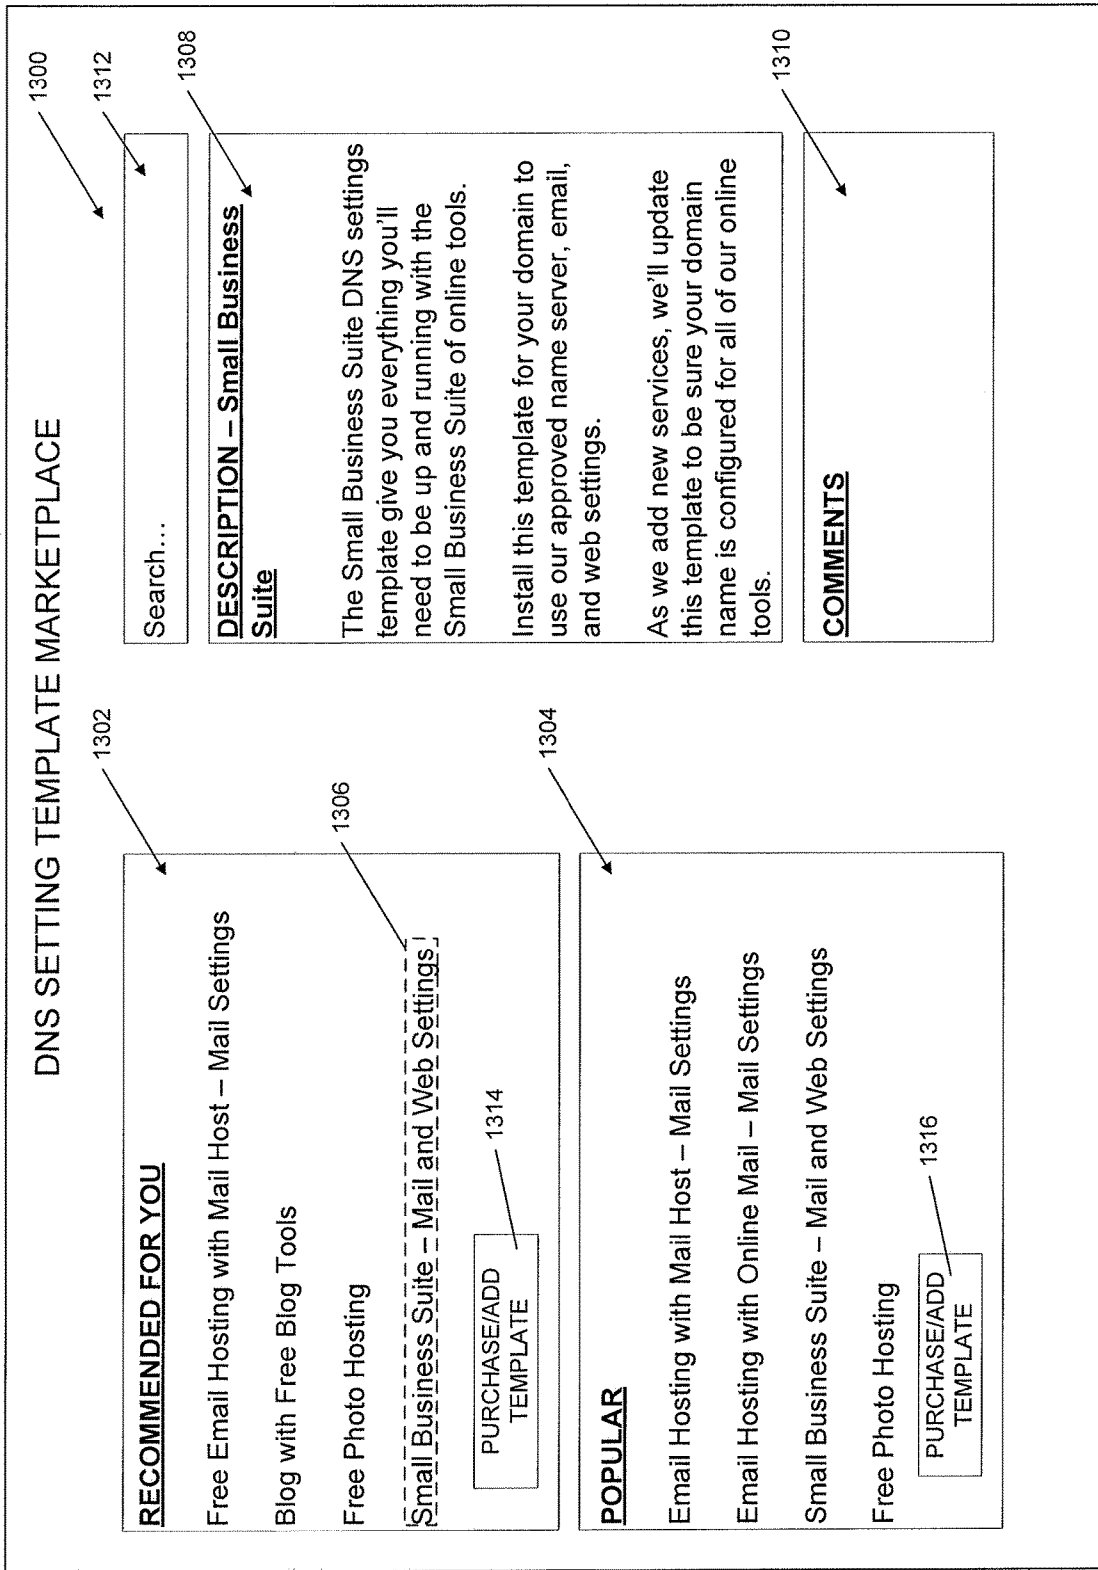 DNS SETTING TEMPLATE MARKETPLACE
1300
1302
RECOMMENDED FOR YOU
Free Email Hosting with Mail Host – Mail Settings
Blog with Free Blog Tools
Free Photo Hosting
1306
Small Business Suite – Mail and Web Settings
1314
PURCHASE/ADD
TEMPLATE
1304
POPULAR
Email Hosting with Mail Host – Mail Settings
Email Hosting with Online Mail – Mail Settings
Small Business Suite – Mail and Web Settings
Free Photo Hosting
1316
PURCHASE/ADD
TEMPLATE
1312
Search...
1308
DESCRIPTION – Small Business
Suite
The Small Business Suite DNS settings
template give you everything you'll
need to be up and running with the
Small Business Suite of online tools.
Install this template for your domain to
use our approved name server, email,
and web settings.
As we add new services, we'll update
this template to be sure your domain
name is configured for all of our online
tools.
1310
COMMENTS